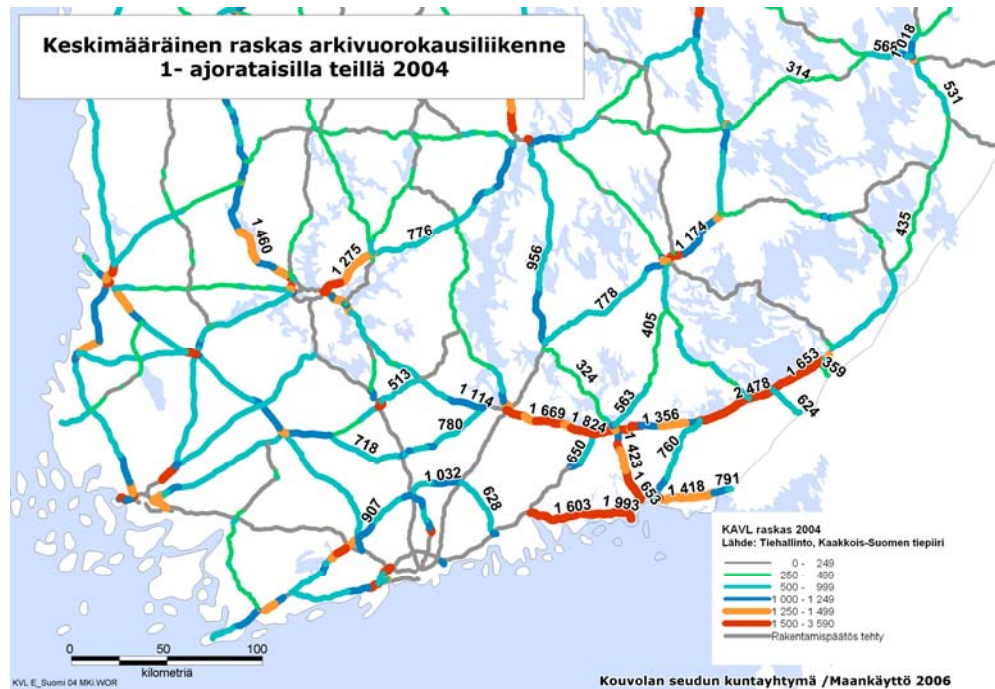 Keskimääräinen raskas arkivuorokausiliikenne
1- ajorataisilla teillä 2004
568
1 018
314
531
1 460
1 275
776
956
1 174
435
778
405
513
324
563
1 114
1 669
1 824
1 356
2 478
1 653
359
624
718
780
650
1 423
1 653
760
1 418
791
1 032
907
628
1 603
1 993
KAVL raskas 2004
Lähde: Tiehallinto, Kaakkois-Suomen tiepiiri
0 - 249
250 - 499
500 - 999
1 000 - 1 249
1 250 - 1 499
1 500 - 3 590
Rakentamispäätös tehty
0 50 100
kilometriä
KVL E_Suomi 04 MKi.WOR
Kouvolan seudun kuntayhtymä /Maankäyttö 2006